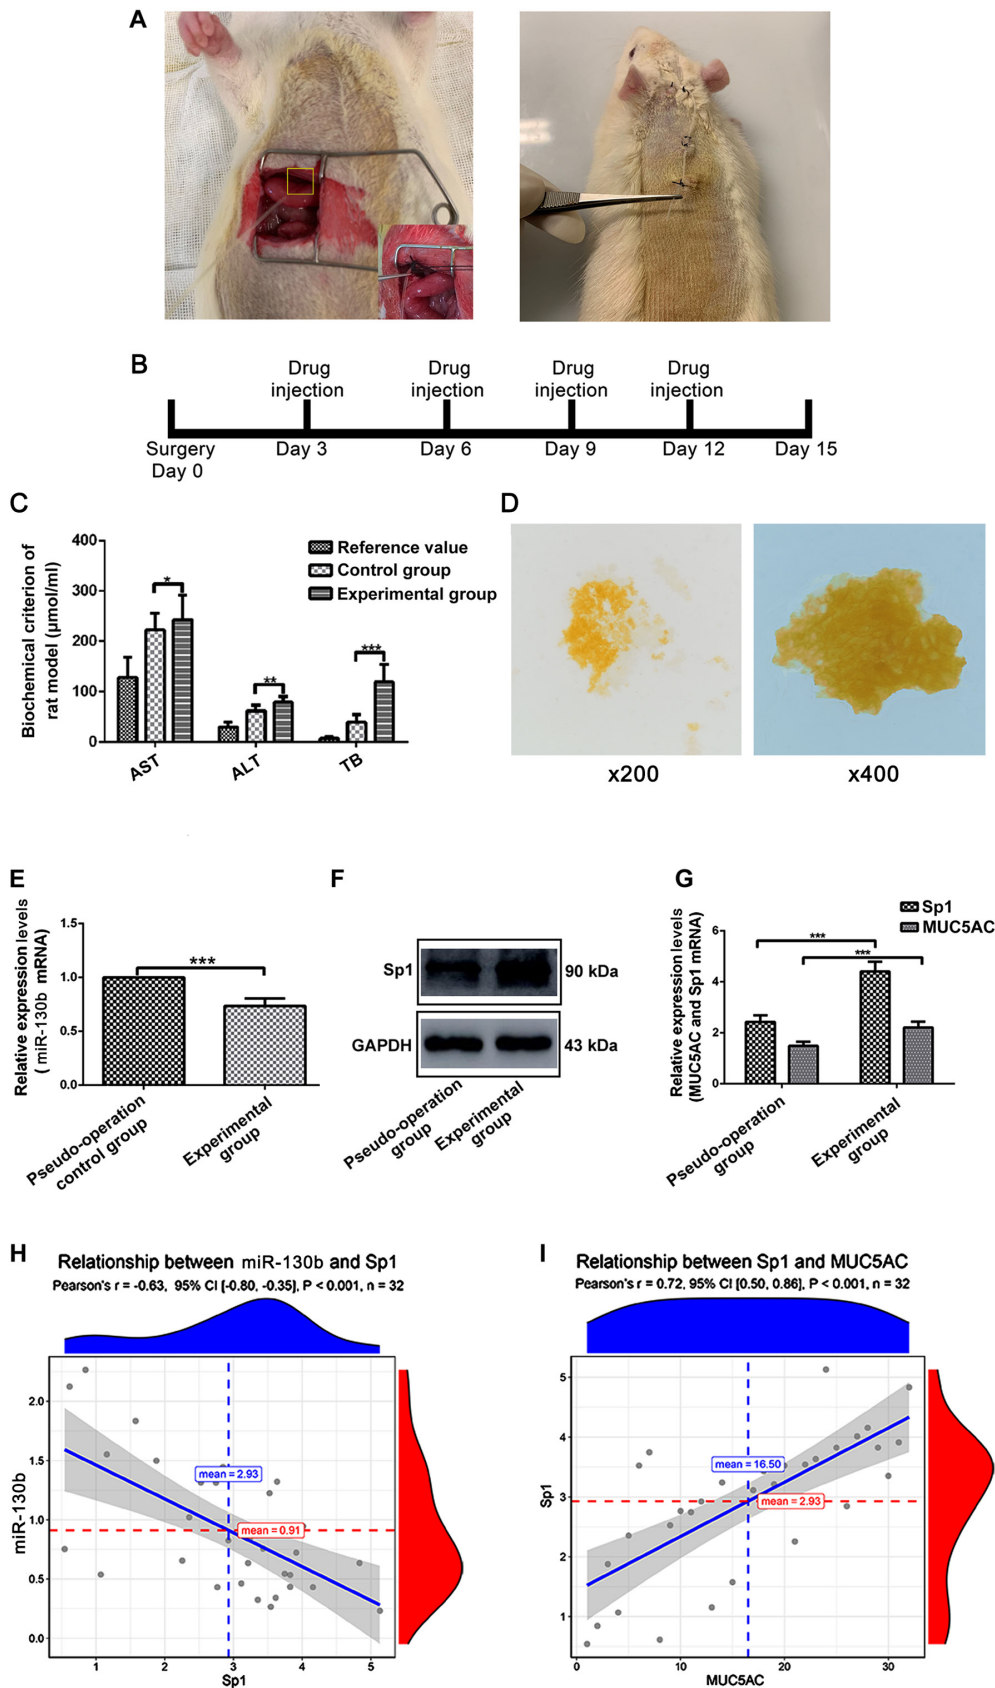 A
B
Drug injection
Drug injection
Drug injection
Drug injection
Surgery Day 0
Day 3
Day 6
Day 9
Day 12
Day 15
C
Biochemical criterion of rat model (μmol/ml)
400
300
200
100
0
*
**
***
Reference value
Control group
Experimental group
AST
ALT
TB
D
x200
x400
E
Relative expression levels (miR-130b mRNA)
1.5
1.0
0.5
0.0
***
Pseudo-operation control group
Experimental group
F
Sp1
90 kDa
GAPDH
43 kDa
Pseudo-operation group
Experimental group
G
Sp1
MUC5AC
Relative expression levels (MUC5AC and Sp1 mRNA)
6
4
2
0
***
***
Pseudo-operation group
Experimental group
H
Relationship between miR-130b and Sp1
Pearson's r = -0.63, 95% CI [-0.80, -0.35], P < 0.001, n = 32
miR-130b
2.0
1.5
1.0
0.5
0.0
mean = 2.93
mean = 0.91
1
2
3
4
5
Sp1
I
Relationship between Sp1 and MUC5AC
Pearson's r = 0.72, 95% CI [0.50, 0.86], P < 0.001, n = 32
Sp1
5
4
3
2
1
mean = 16.50
mean = 2.93
0
10
20
30
MUC5AC